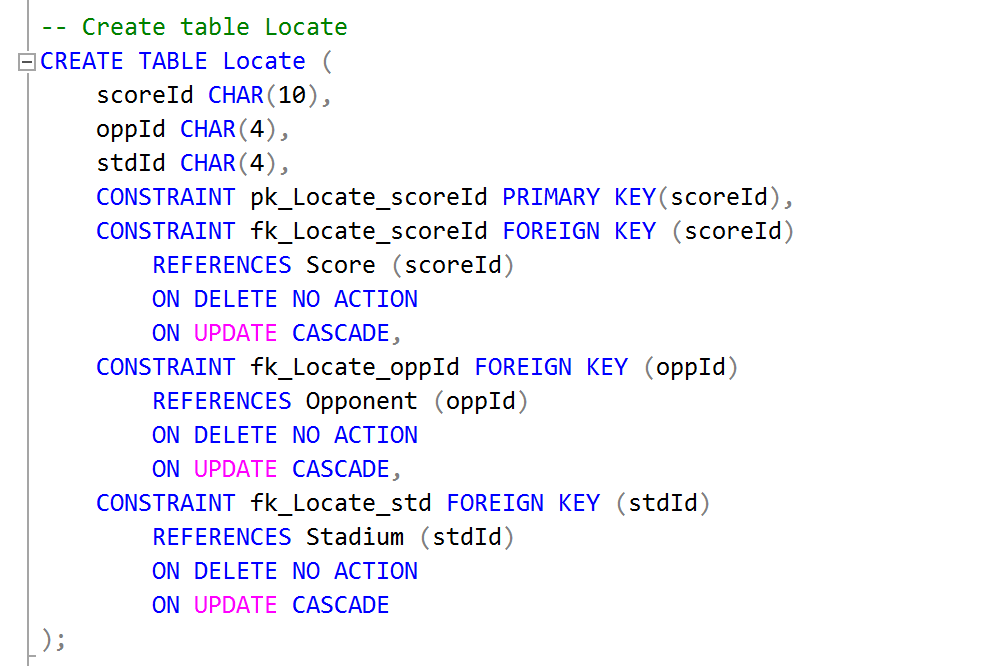 -- Create table Locate
CREATE TABLE Locate (
    scoreId CHAR(10),
    oppId CHAR(4),
    stdId CHAR(4),
    CONSTRAINT pk_Locate_scoreId PRIMARY KEY(scoreId),
    CONSTRAINT fk_Locate_scoreId FOREIGN KEY (scoreId)
        REFERENCES Score (scoreId)
        ON DELETE NO ACTION
        ON UPDATE CASCADE,
    CONSTRAINT fk_Locate_oppId FOREIGN KEY (oppId)
        REFERENCES Opponent (oppId)
        ON DELETE NO ACTION
        ON UPDATE CASCADE,
    CONSTRAINT fk_Locate_std FOREIGN KEY (stdId)
        REFERENCES Stadium (stdId)
        ON DELETE NO ACTION
        ON UPDATE CASCADE
);